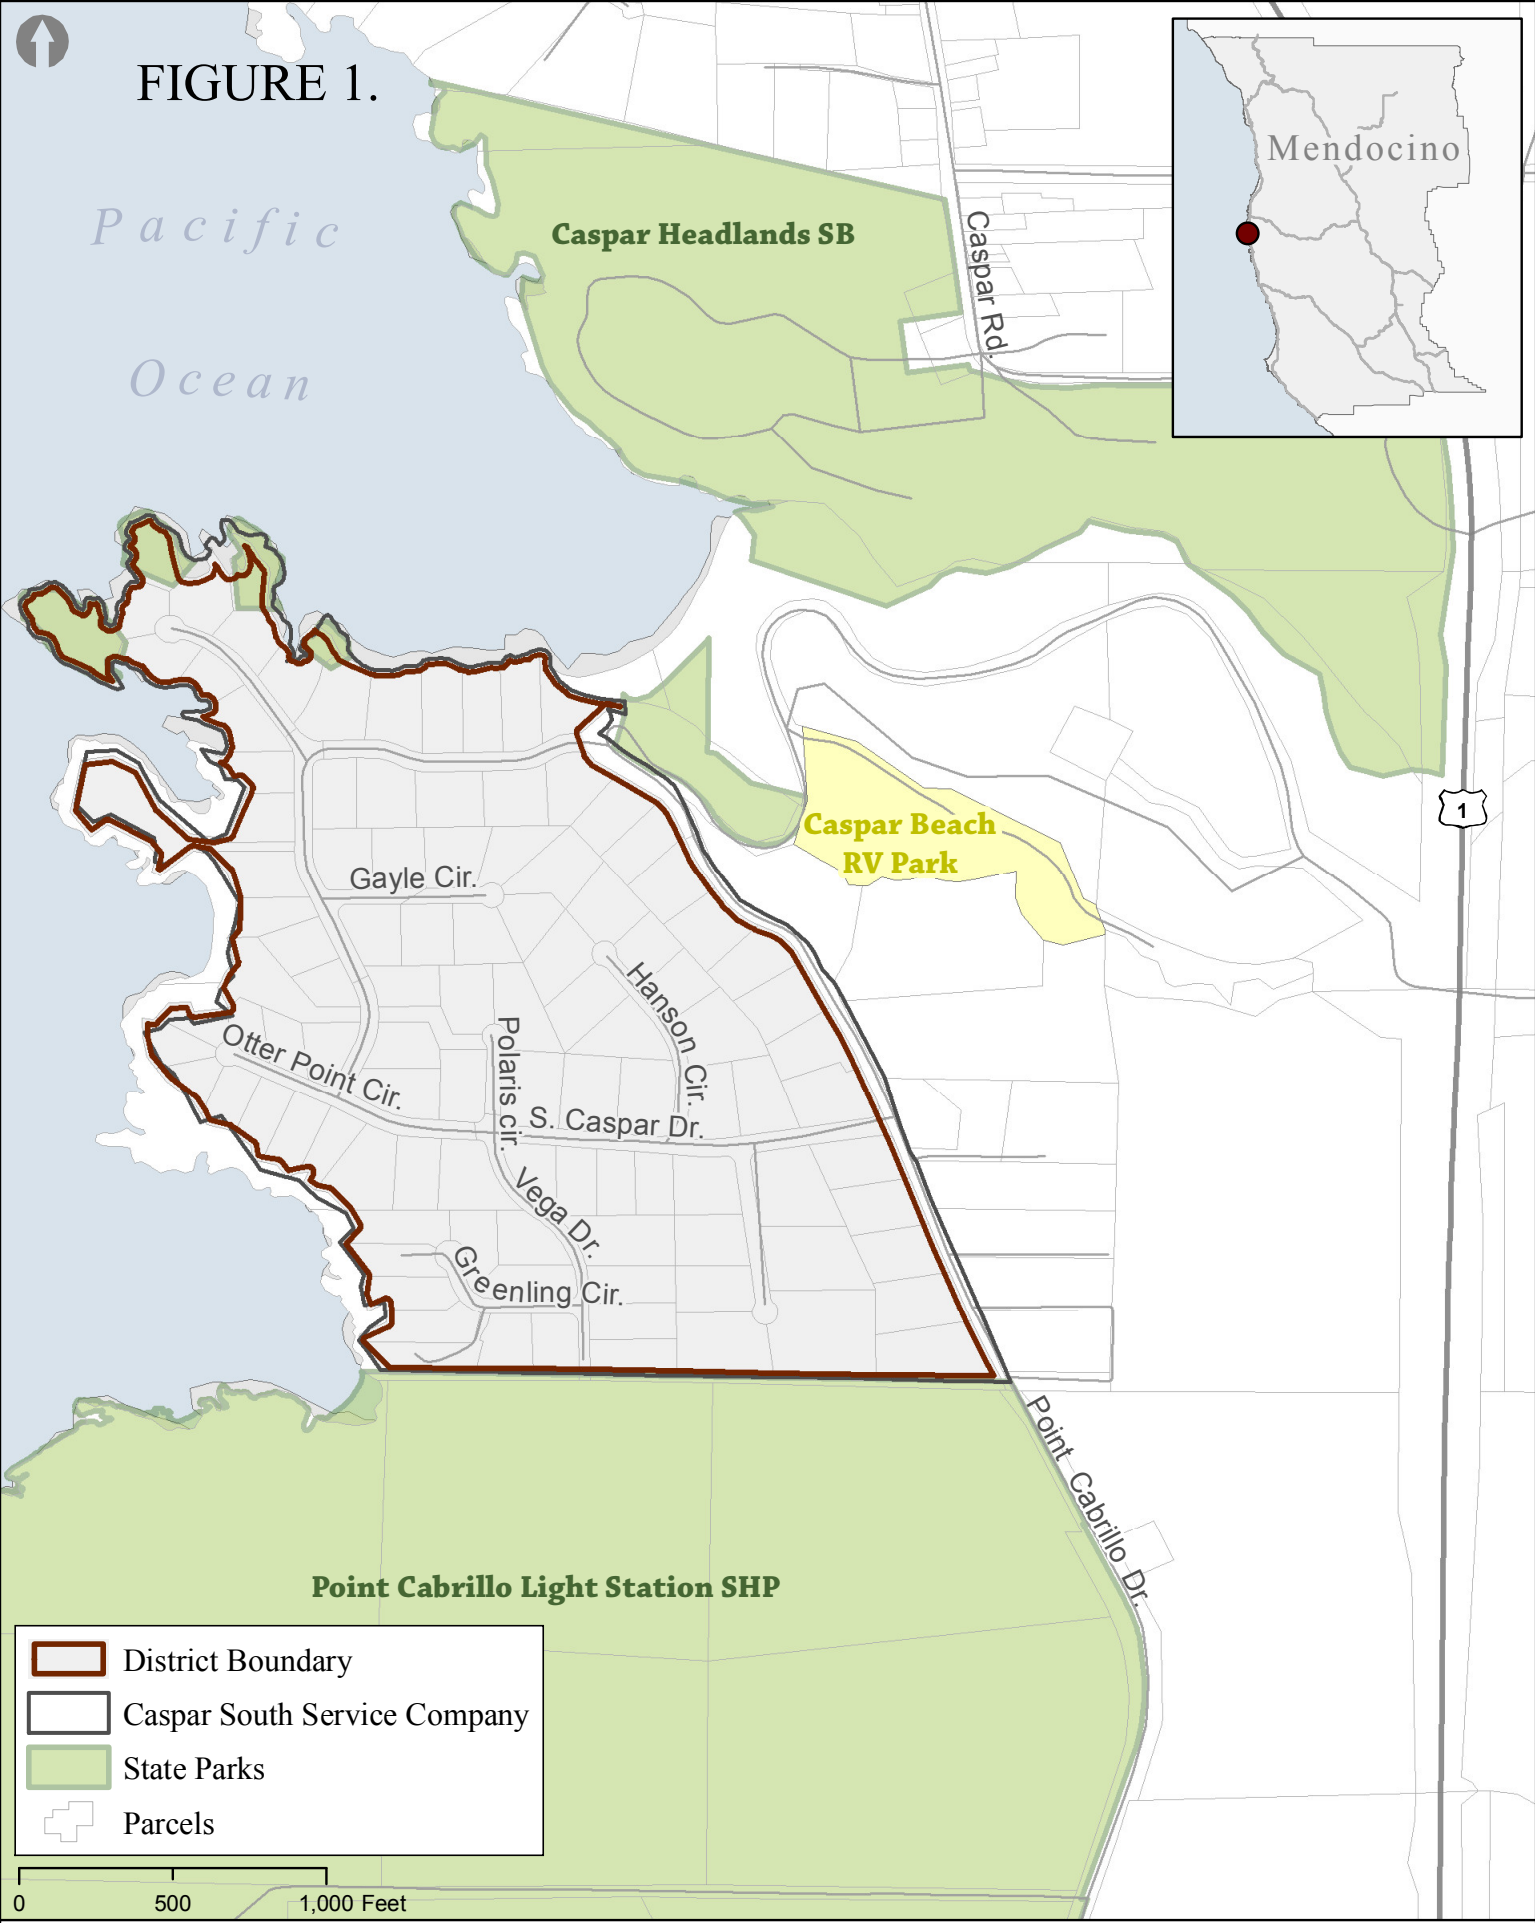 FIGURE 1.
Pacific
Ocean
Mendocino
Caspar Headlands SB
Caspar Rd.
1
Caspar Beach
RV Park
Gayle Cir.
Hanson Cir.
Polaris cir.
Otter Point Cir.
S. Caspar Dr.
Vega Dr.
Greenling Cir.
Point Cabrillo Dr.
Point Cabrillo Light Station SHP
District Boundary
Caspar South Service Company
State Parks
Parcels
0 500 1,000 Feet